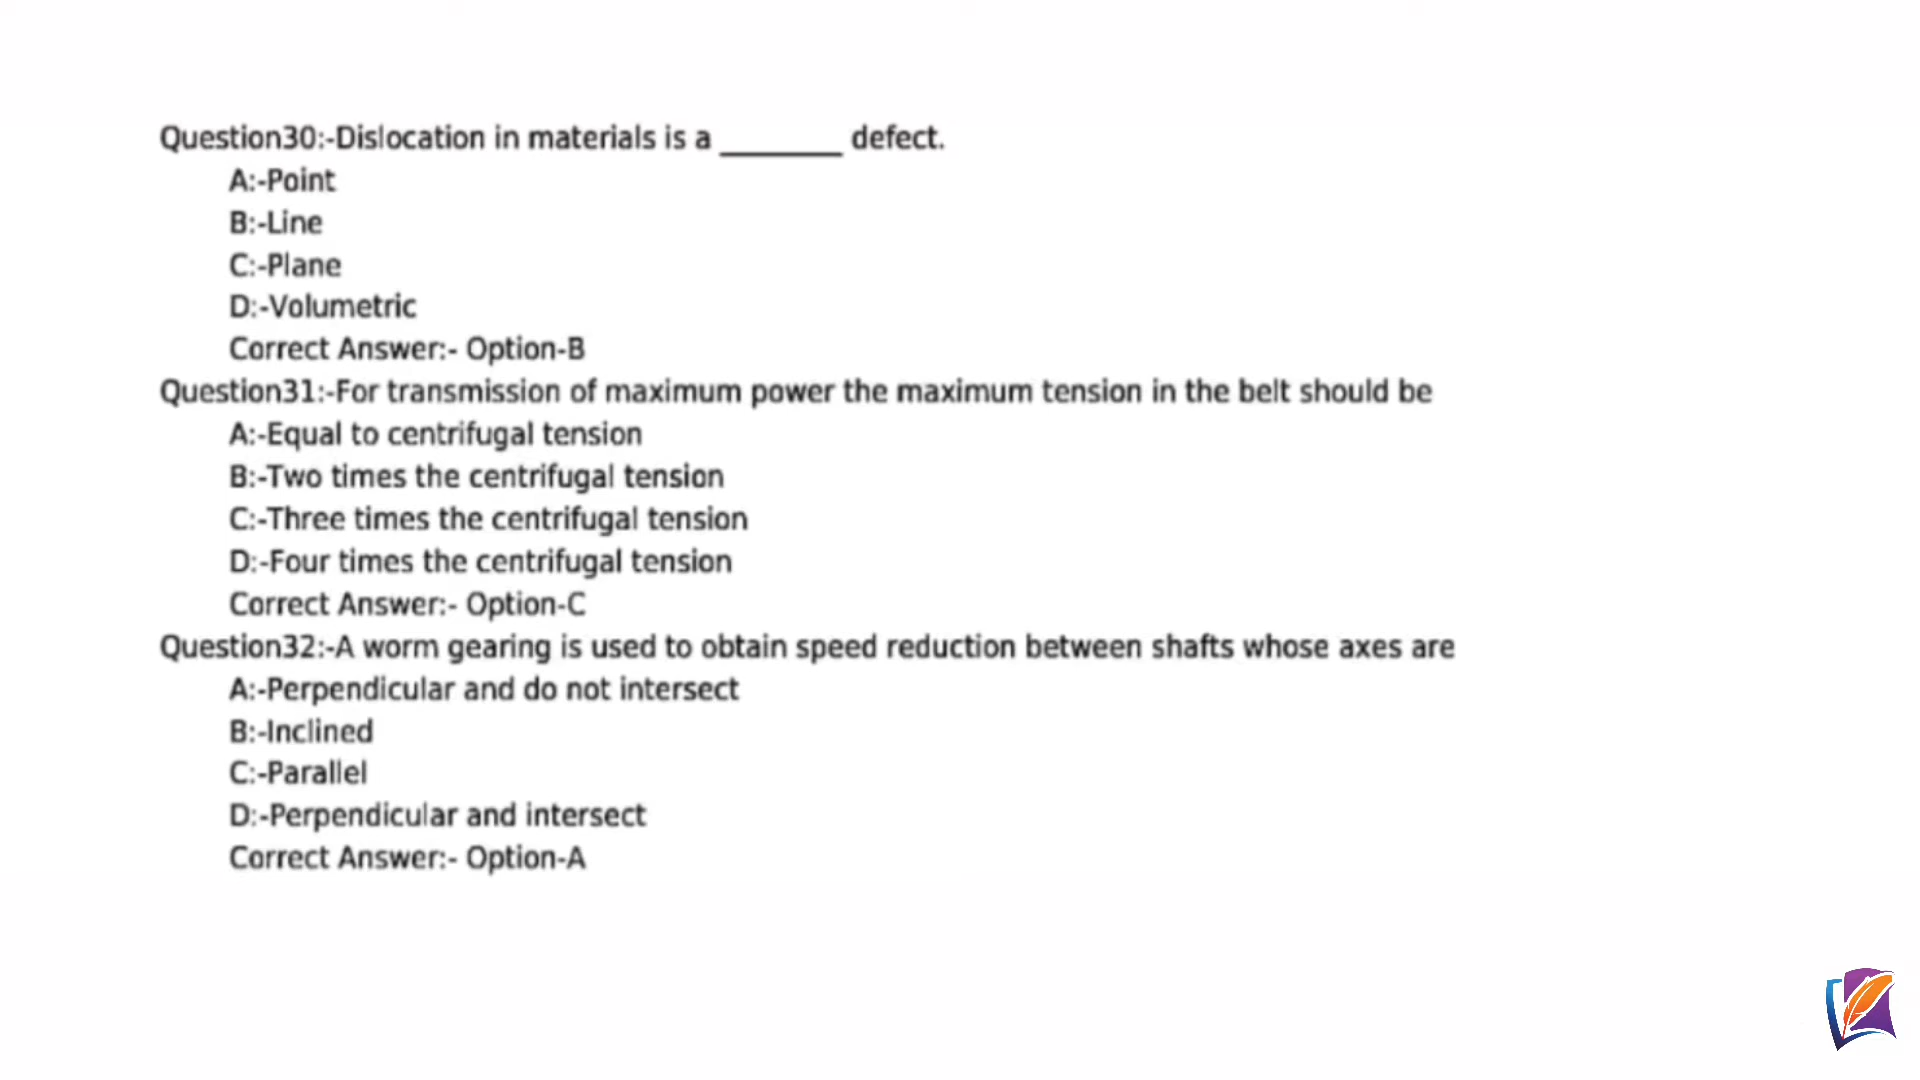 Question30:-Dislocation in materials is a ________ defect.
A:-Point
B:-Line
C:-Plane
D:-Volumetric
Correct Answer:- Option-B
Question31:-For transmission of maximum power the maximum tension in the belt should be
A:-Equal to centrifugal tension
B:-Two times the centrifugal tension
C:-Three times the centrifugal tension
D:-Four times the centrifugal tension
Correct Answer:- Option-C
Question32:-A worm gearing is used to obtain speed reduction between shafts whose axes are
A:-Perpendicular and do not intersect
B:-Inclined
C:-Parallel
D:-Perpendicular and intersect
Correct Answer:- Option-A